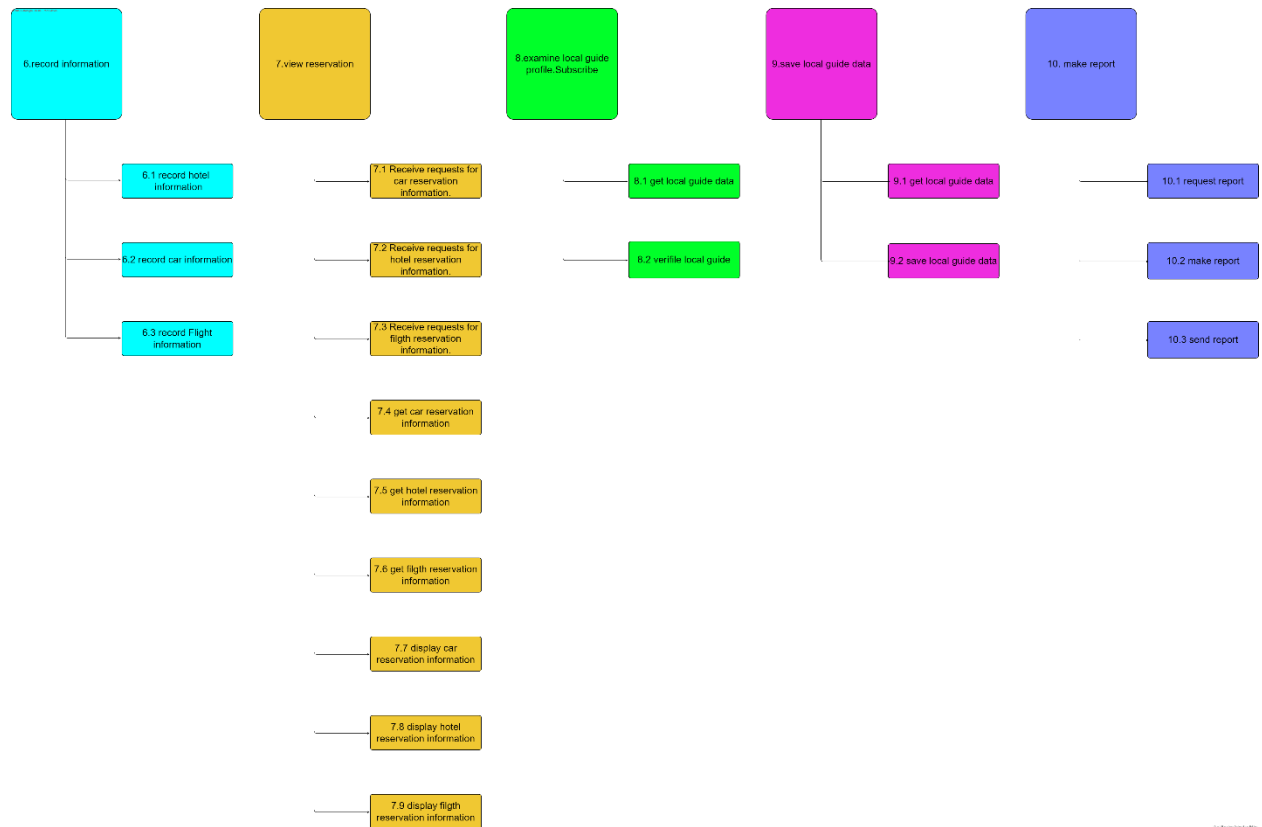 6.record information
7.view reservation
8.examine local guide
profile,Subscribe
9.save local guide data
10. make report
6.1 record hotel
information
7.1 Receive requests for
car reservation
information.
8.1 get local guide data
9.1 get local guide data
10.1 request report
6.2 record car information
7.2 Receive requests for
hotel reservation
information.
8.2 verifile local guide
9.2 save local guide data
10.2 make report
6.3 record Flight
information
7.3 Receive requests for
filgth reservation
information.
10.3 send report
7.4 get car reservation
information
7.5 get hotel reservation
information
7.6 get filgth reservation
information
7.7 display car
reservation information
7.8 display hotel
reservation information
7.9 display filgth
reservation information